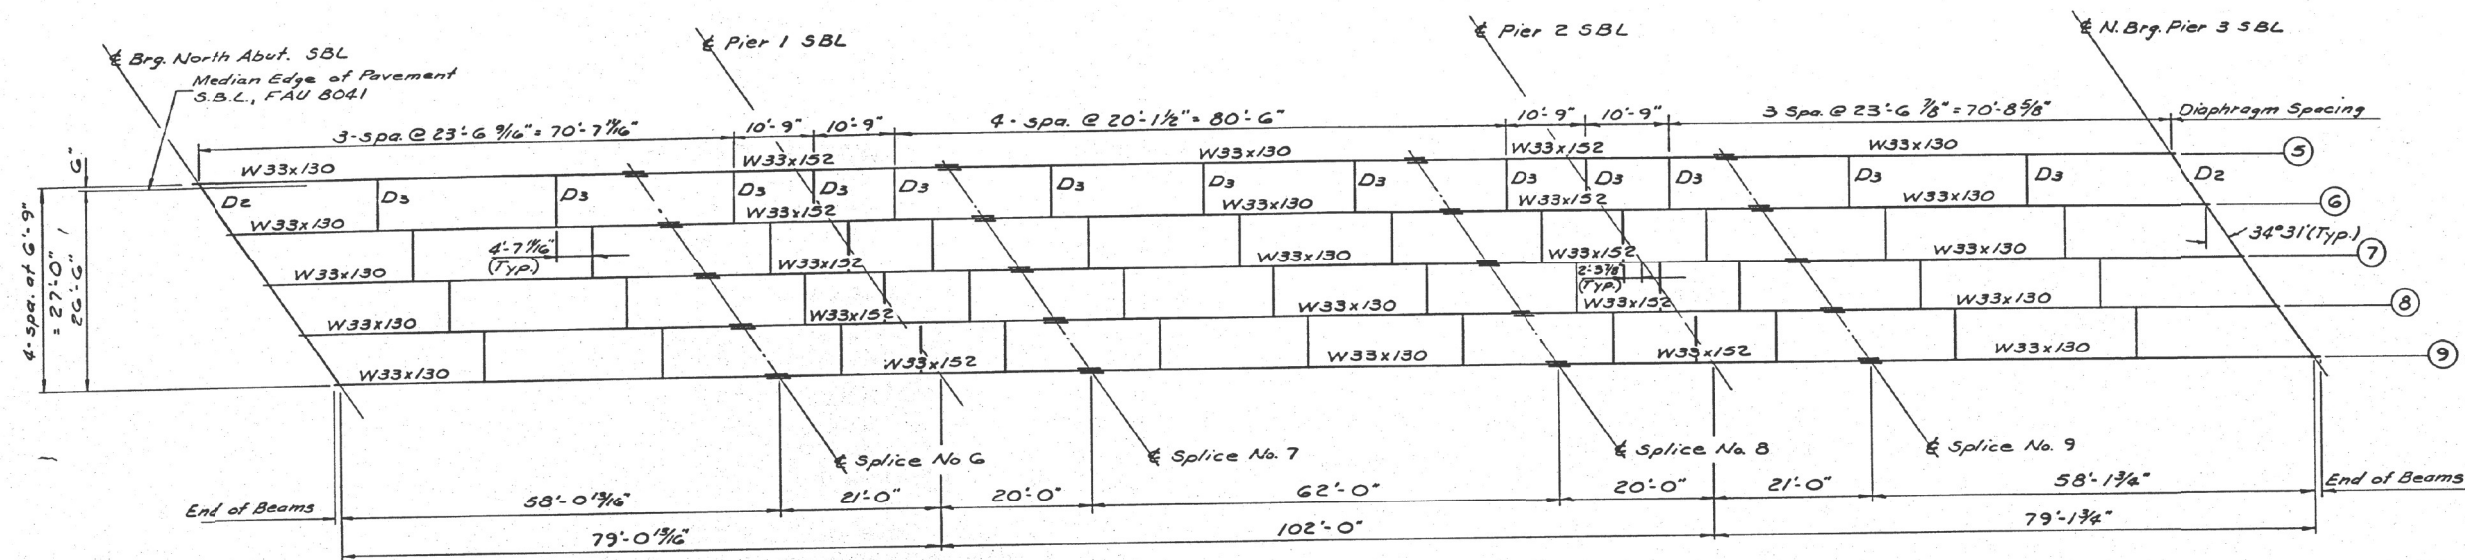 ℄ Brg. North Abut. SBL
Median Edge of Pavement
S.B.L., FAU 8041
℄ Pier 1 SBL
℄ Pier 2 SBL
℄ N. Brg. Pier 3 SBL
3-spa. @ 23'-6 9/16" = 70'-7 11/16"
10'-9"
10'-9"
4-spa. @ 20'-1 1/2" = 80'-6"
10'-9"
10'-9"
3 Spa. @ 23'-6 7/8" = 70'-8 5/8"
Diaphragm Spacing
6"
4-spa. at 6'-9"
= 27'-0"
26'-6"
W33x130
W33x152
W33x130
W33x152
W33x130
5
D2
D3
D3
D3
D3
D3
D3
D3
D3
D3
D3
D3
D3
D3
D2
W33x130
W33x152
W33x130
W33x152
W33x130
6
4'-7 11/16"
(Typ.)
34°31' (Typ.)
W33x130
W33x152
W33x130
W33x152
W33x130
7
2'-3 7/8"
(Typ.)
W33x130
W33x152
W33x130
W33x152
W33x130
8
W33x130
W33x152
W33x130
W33x152
W33x130
9
℄ Splice No 6
℄ Splice No. 7
℄ Splice No. 8
℄ Splice No. 9
End of Beams
58'-0 13/16"
21'-0"
20'-0"
62'-0"
20'-0"
21'-0"
58'-1 3/4"
End of Beams
79'-0 13/16"
102'-0"
79'-1 3/4"